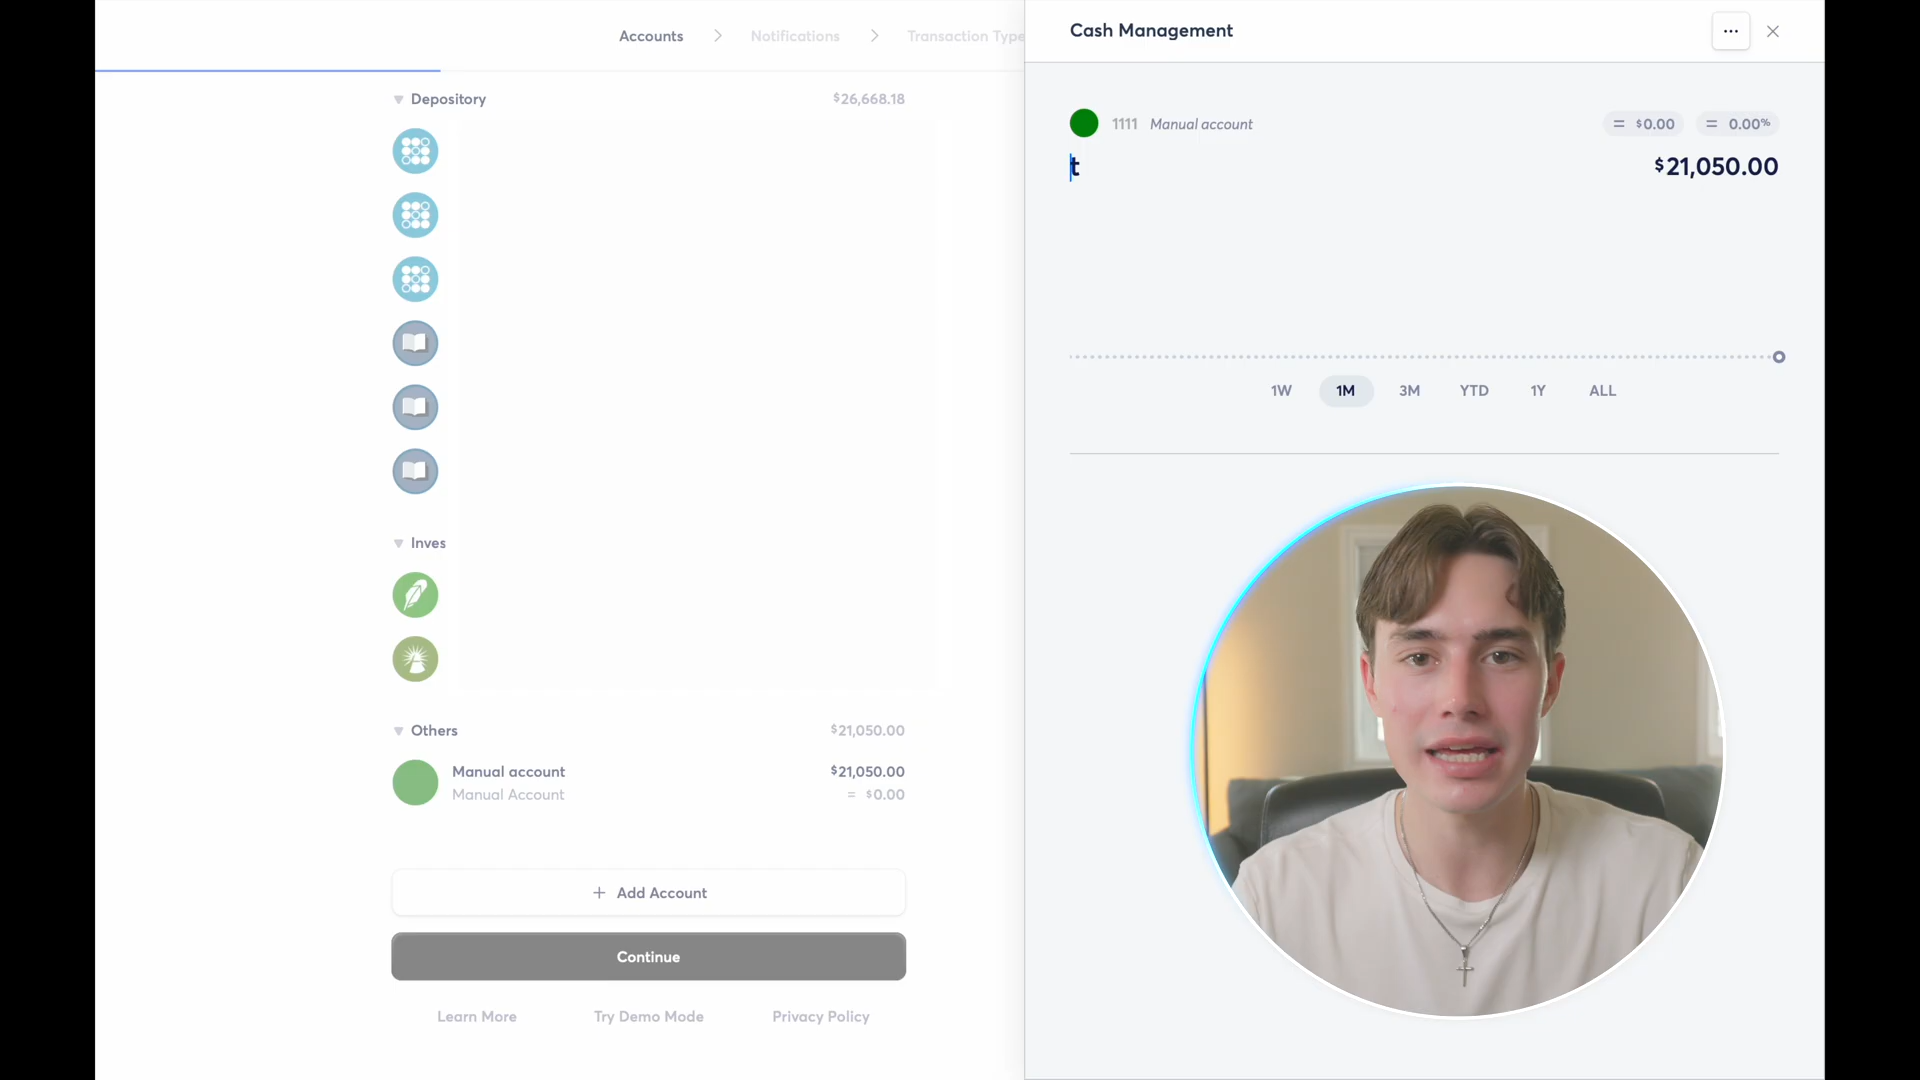 Accounts
Notifications
Transaction Type
Depository
$26,668.18
Inves
Others
$21,050.00
Manual account
$21,050.00
Manual Account
= $0.00
+ Add Account
Continue
Learn More
Try Demo Mode
Privacy Policy
Cash Management
1111 Manual account
= $0.00
= 0.00%
t
$21,050.00
1W
1M
3M
YTD
1Y
ALL